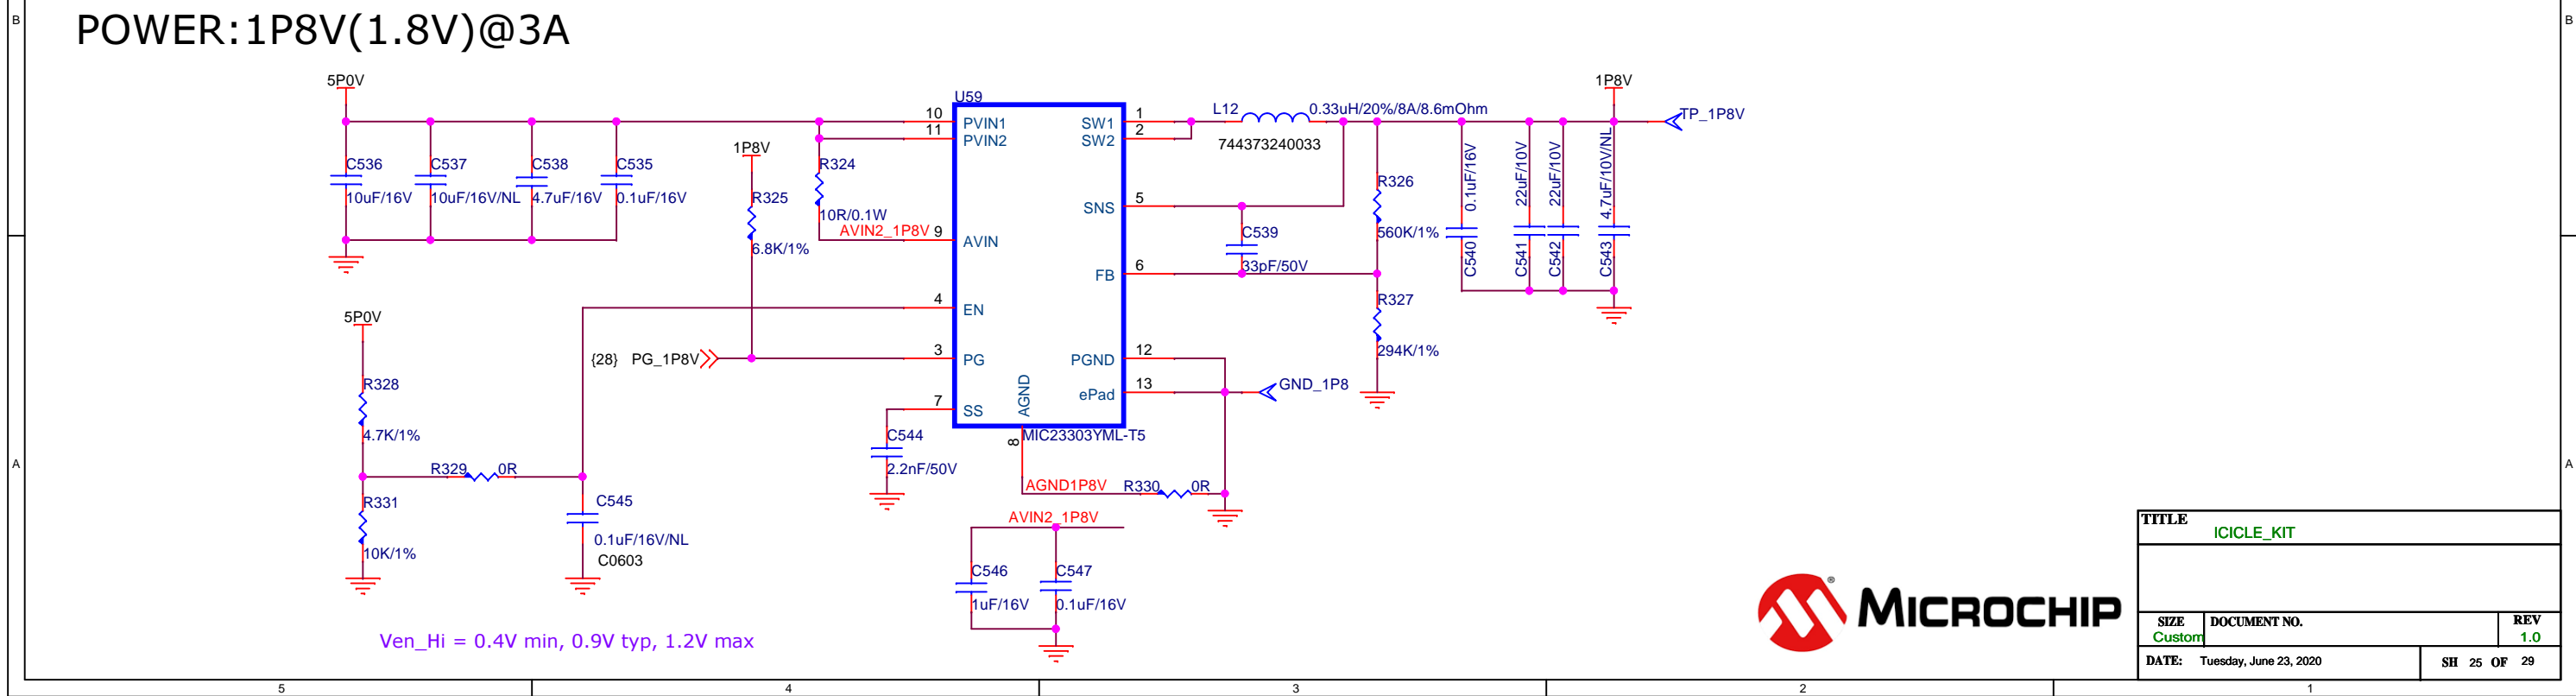 B
B
POWER:1P8V(1.8V)@3A
5P0V
C536
10uF/16V
C537
10uF/16V/NL
C538
4.7uF/16V
C535
0.1uF/16V
1P8V
R325
6.8K/1%
R324
10R/0.1W
AVIN2_1P8V
U59
10
PVIN1
11
PVIN2
9
AVIN
4
EN
3
PG
7
SS
AGND
8
SW1
1
SW2
2
SNS
5
FB
6
PGND
12
ePad
13
MIC23303YML-T5
L12
0.33uH/20%/8A/8.6mOhm
744373240033
C539
33pF/50V
R326
560K/1%
R327
294K/1%
C540
0.1uF/16V
C541
22uF/10V
C542
22uF/10V
C543
4.7uF/10V/NL
1P8V
TP_1P8V
GND_1P8
{28} PG_1P8V
5P0V
R328
4.7K/1%
R329
0R
R331
10K/1%
C545
0.1uF/16V/NL
C0603
C544
2.2nF/50V
AGND1P8V
R330
0R
AVIN2_1P8V
C546
1uF/16V
C547
0.1uF/16V
Ven_Hi = 0.4V min, 0.9V typ, 1.2V max
A
A
MICROCHIP
®
TITLE
ICICLE_KIT
SIZE
Custom
DOCUMENT NO.
REV
1.0
DATE: Tuesday, June 23, 2020
SH 25 OF 29
5
4
3
2
1